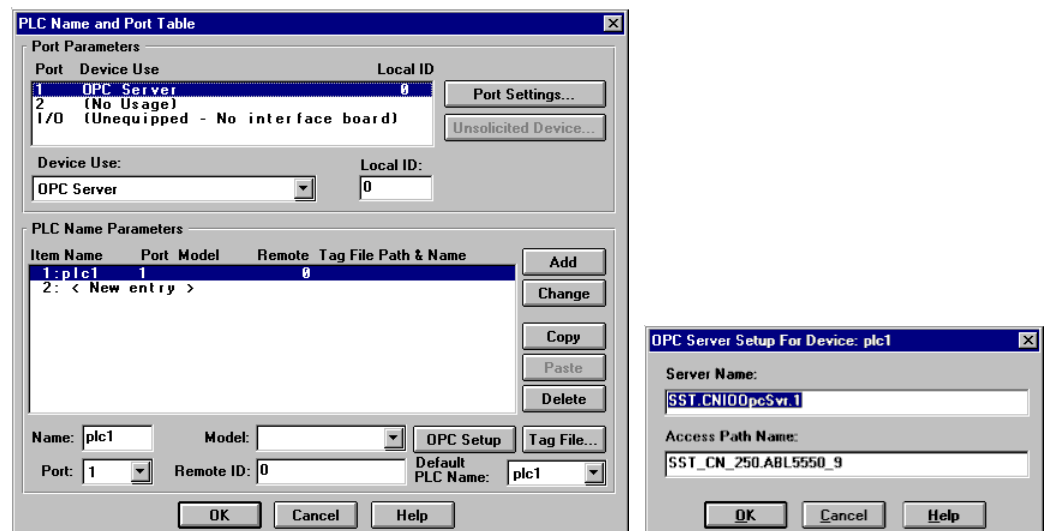 PLC Name and Port Table
Port Parameters
Port Device Use Local ID
1 OPC Server 0
2 (No Usage)
I/O (Unequipped - No interface board)
Port Settings...
Unsolicited Device...
Device Use:
Local ID:
OPC Server
0
PLC Name Parameters
Item Name Port Model Remote Tag File Path & Name
1:plc1 1 0
2: < New entry >
Add
Change
Copy
Paste
Delete
Name: plc1 Model: OPC Setup Tag File...
Port: 1 Remote ID: 0 Default PLC Name: plc1
OK Cancel Help
OPC Server Setup For Device: plc1
Server Name:
SST.CNIOOpcSvr.1
Access Path Name:
SST_CN_250.ABL5550_9
OK Cancel Help